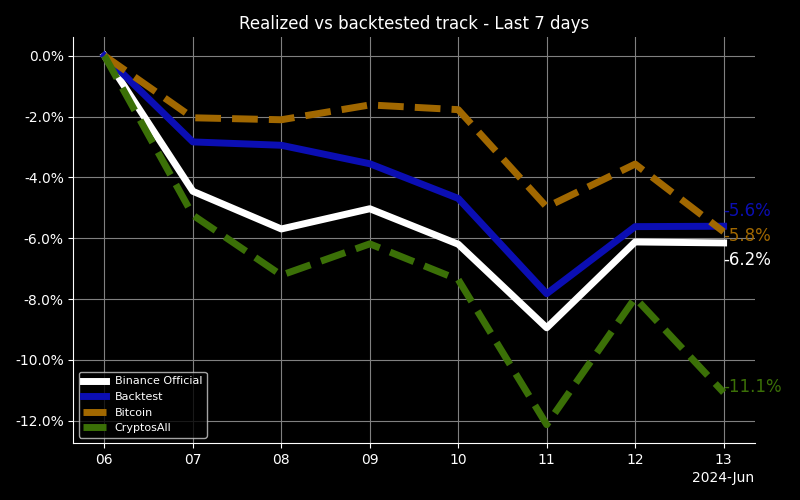 Realized vs backtested track - Last 7 days
0.0%
-2.0%
-4.0%
-6.0%
-8.0%
-10.0%
-12.0%
-5.6%
-5.8%
-6.2%
-11.1%
Binance Official
Backtest
Bitcoin
CryptosAll
06 07 08 09 10 11 12 13
2024-Jun